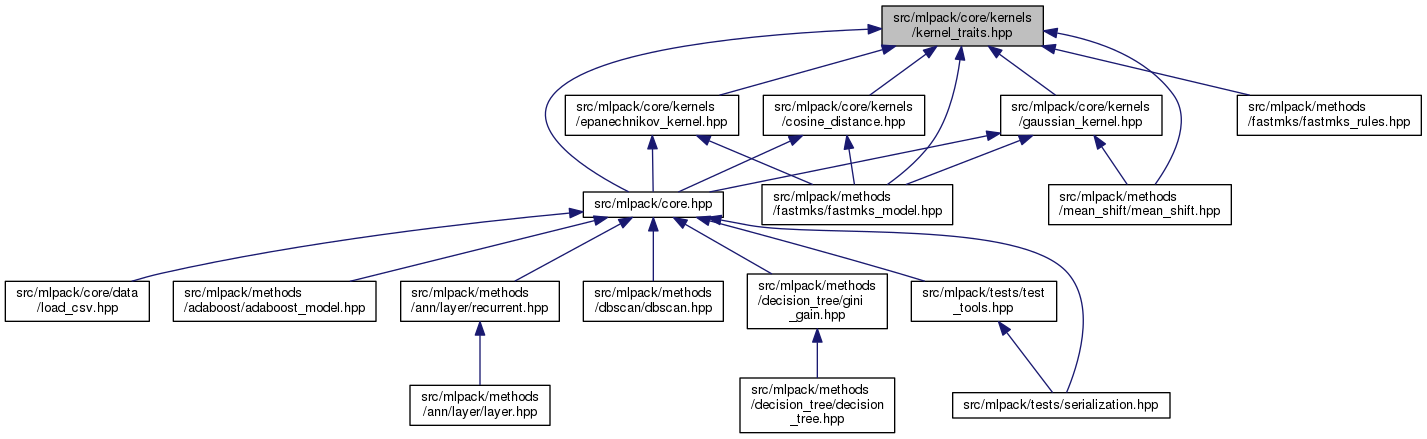 src/mlpack/core/kernels
/kernel_traits.hpp
src/mlpack/core/kernels
/epanechnikov_kernel.hpp
src/mlpack/core/kernels
/cosine_distance.hpp
src/mlpack/core/kernels
/gaussian_kernel.hpp
src/mlpack/methods
/fastmks/fastmks_rules.hpp
src/mlpack/core.hpp
src/mlpack/methods
/fastmks/fastmks_model.hpp
src/mlpack/methods
/mean_shift/mean_shift.hpp
src/mlpack/core/data
/load_csv.hpp
src/mlpack/methods
/adaboost/adaboost_model.hpp
src/mlpack/methods
/ann/layer/recurrent.hpp
src/mlpack/methods
/dbscan/dbscan.hpp
src/mlpack/methods
/decision_tree/gini
_gain.hpp
src/mlpack/tests/test
_tools.hpp
src/mlpack/methods
/ann/layer/layer.hpp
src/mlpack/methods
/decision_tree/decision
_tree.hpp
src/mlpack/tests/serialization.hpp